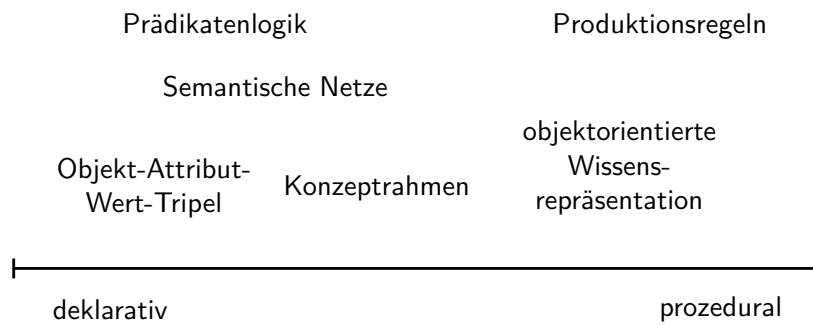 Prädikatenlogik
Produktionsregeln
Semantische Netze
objektorientierte
Wissens-
repräsentation
Objekt-Attribut-
Wert-Tripel
Konzeptrahmen
deklarativ
prozedural